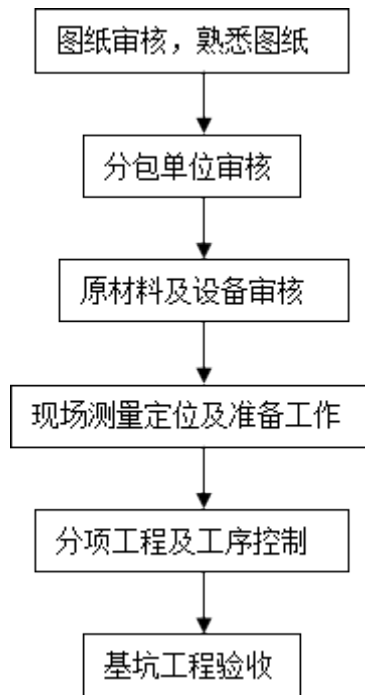 图纸审核，熟悉图纸
分包单位审核
原材料及设备审核
现场测量定位及准备工作
分项工程及工序控制
基坑工程验收